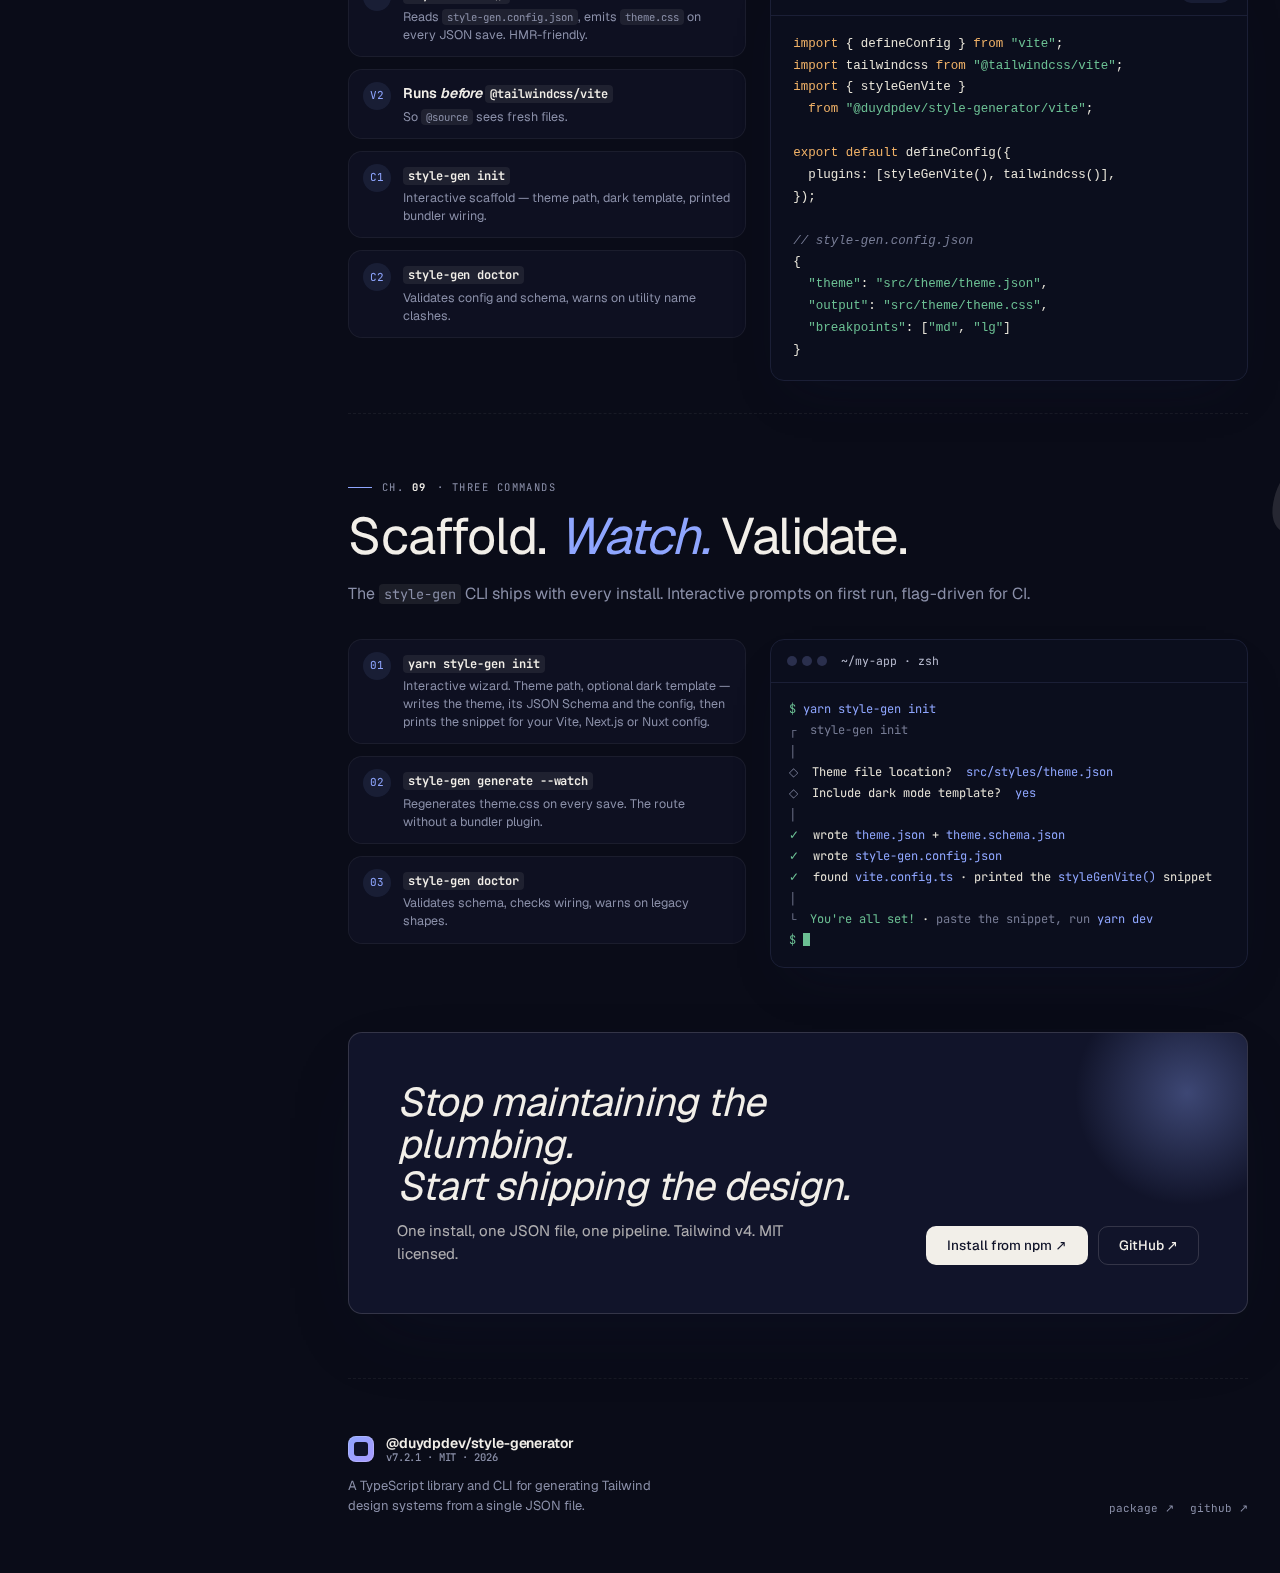 Reads style-gen.config.json, emits theme.css on
every JSON save. HMR-friendly.
V2
Runs before @tailwindcss/vite
So @source sees fresh files.
C1
style-gen init
Interactive scaffold — theme path, dark template, printed
bundler wiring.
C2
style-gen doctor
Validates config and schema, warns on utility name
clashes.
import { defineConfig } from "vite";
import tailwindcss from "@tailwindcss/vite";
import { styleGenVite }
  from "@duydpdev/style-generator/vite";
export default defineConfig({
  plugins: [styleGenVite(), tailwindcss()],
});
// style-gen.config.json
{
  "theme": "src/theme/theme.json",
  "output": "src/theme/theme.css",
  "breakpoints": ["md", "lg"]
}
CH. 09 · THREE COMMANDS
Scaffold. Watch. Validate.
The style-gen CLI ships with every install. Interactive prompts on first run, flag-driven for CI.
01
yarn style-gen init
Interactive wizard. Theme path, optional dark template —
writes the theme, its JSON Schema and the config, then
prints the snippet for your Vite, Next.js or Nuxt config.
02
style-gen generate --watch
Regenerates theme.css on every save. The route
without a bundler plugin.
03
style-gen doctor
Validates schema, checks wiring, warns on legacy
shapes.
~/my-app · zsh
$ yarn style-gen init
┌  style-gen init
│
◇  Theme file location?  src/styles/theme.json
◇  Include dark mode template?  yes
│
✓  wrote theme.json + theme.schema.json
✓  wrote style-gen.config.json
✓  found vite.config.ts · printed the styleGenVite() snippet
│
└  You're all set! · paste the snippet, run yarn dev
$
Stop maintaining the
plumbing.
Start shipping the design.
One install, one JSON file, one pipeline. Tailwind v4. MIT
licensed.
Install from npm ↗
GitHub ↗
@duydpdev/style-generator
v7.2.1 · MIT · 2026
A TypeScript library and CLI for generating Tailwind
design systems from a single JSON file.
package ↗ github ↗